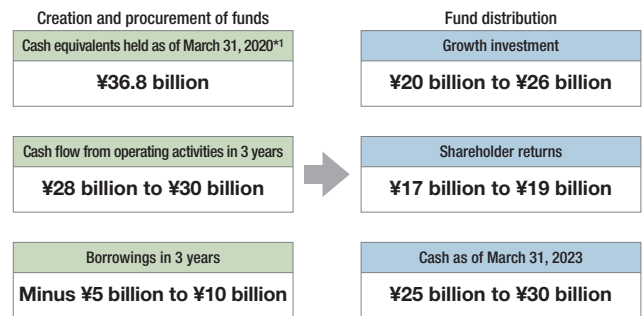 Creation and procurement of funds
Cash equivalents held as of March 31, 2020*1
¥36.8 billion
Cash flow from operating activities in 3 years
¥28 billion to ¥30 billion
Borrowings in 3 years
Minus ¥5 billion to ¥10 billion
Fund distribution
Growth investment
¥20 billion to ¥26 billion
Shareholder returns
¥17 billion to ¥19 billion
Cash as of March 31, 2023
¥25 billion to ¥30 billion